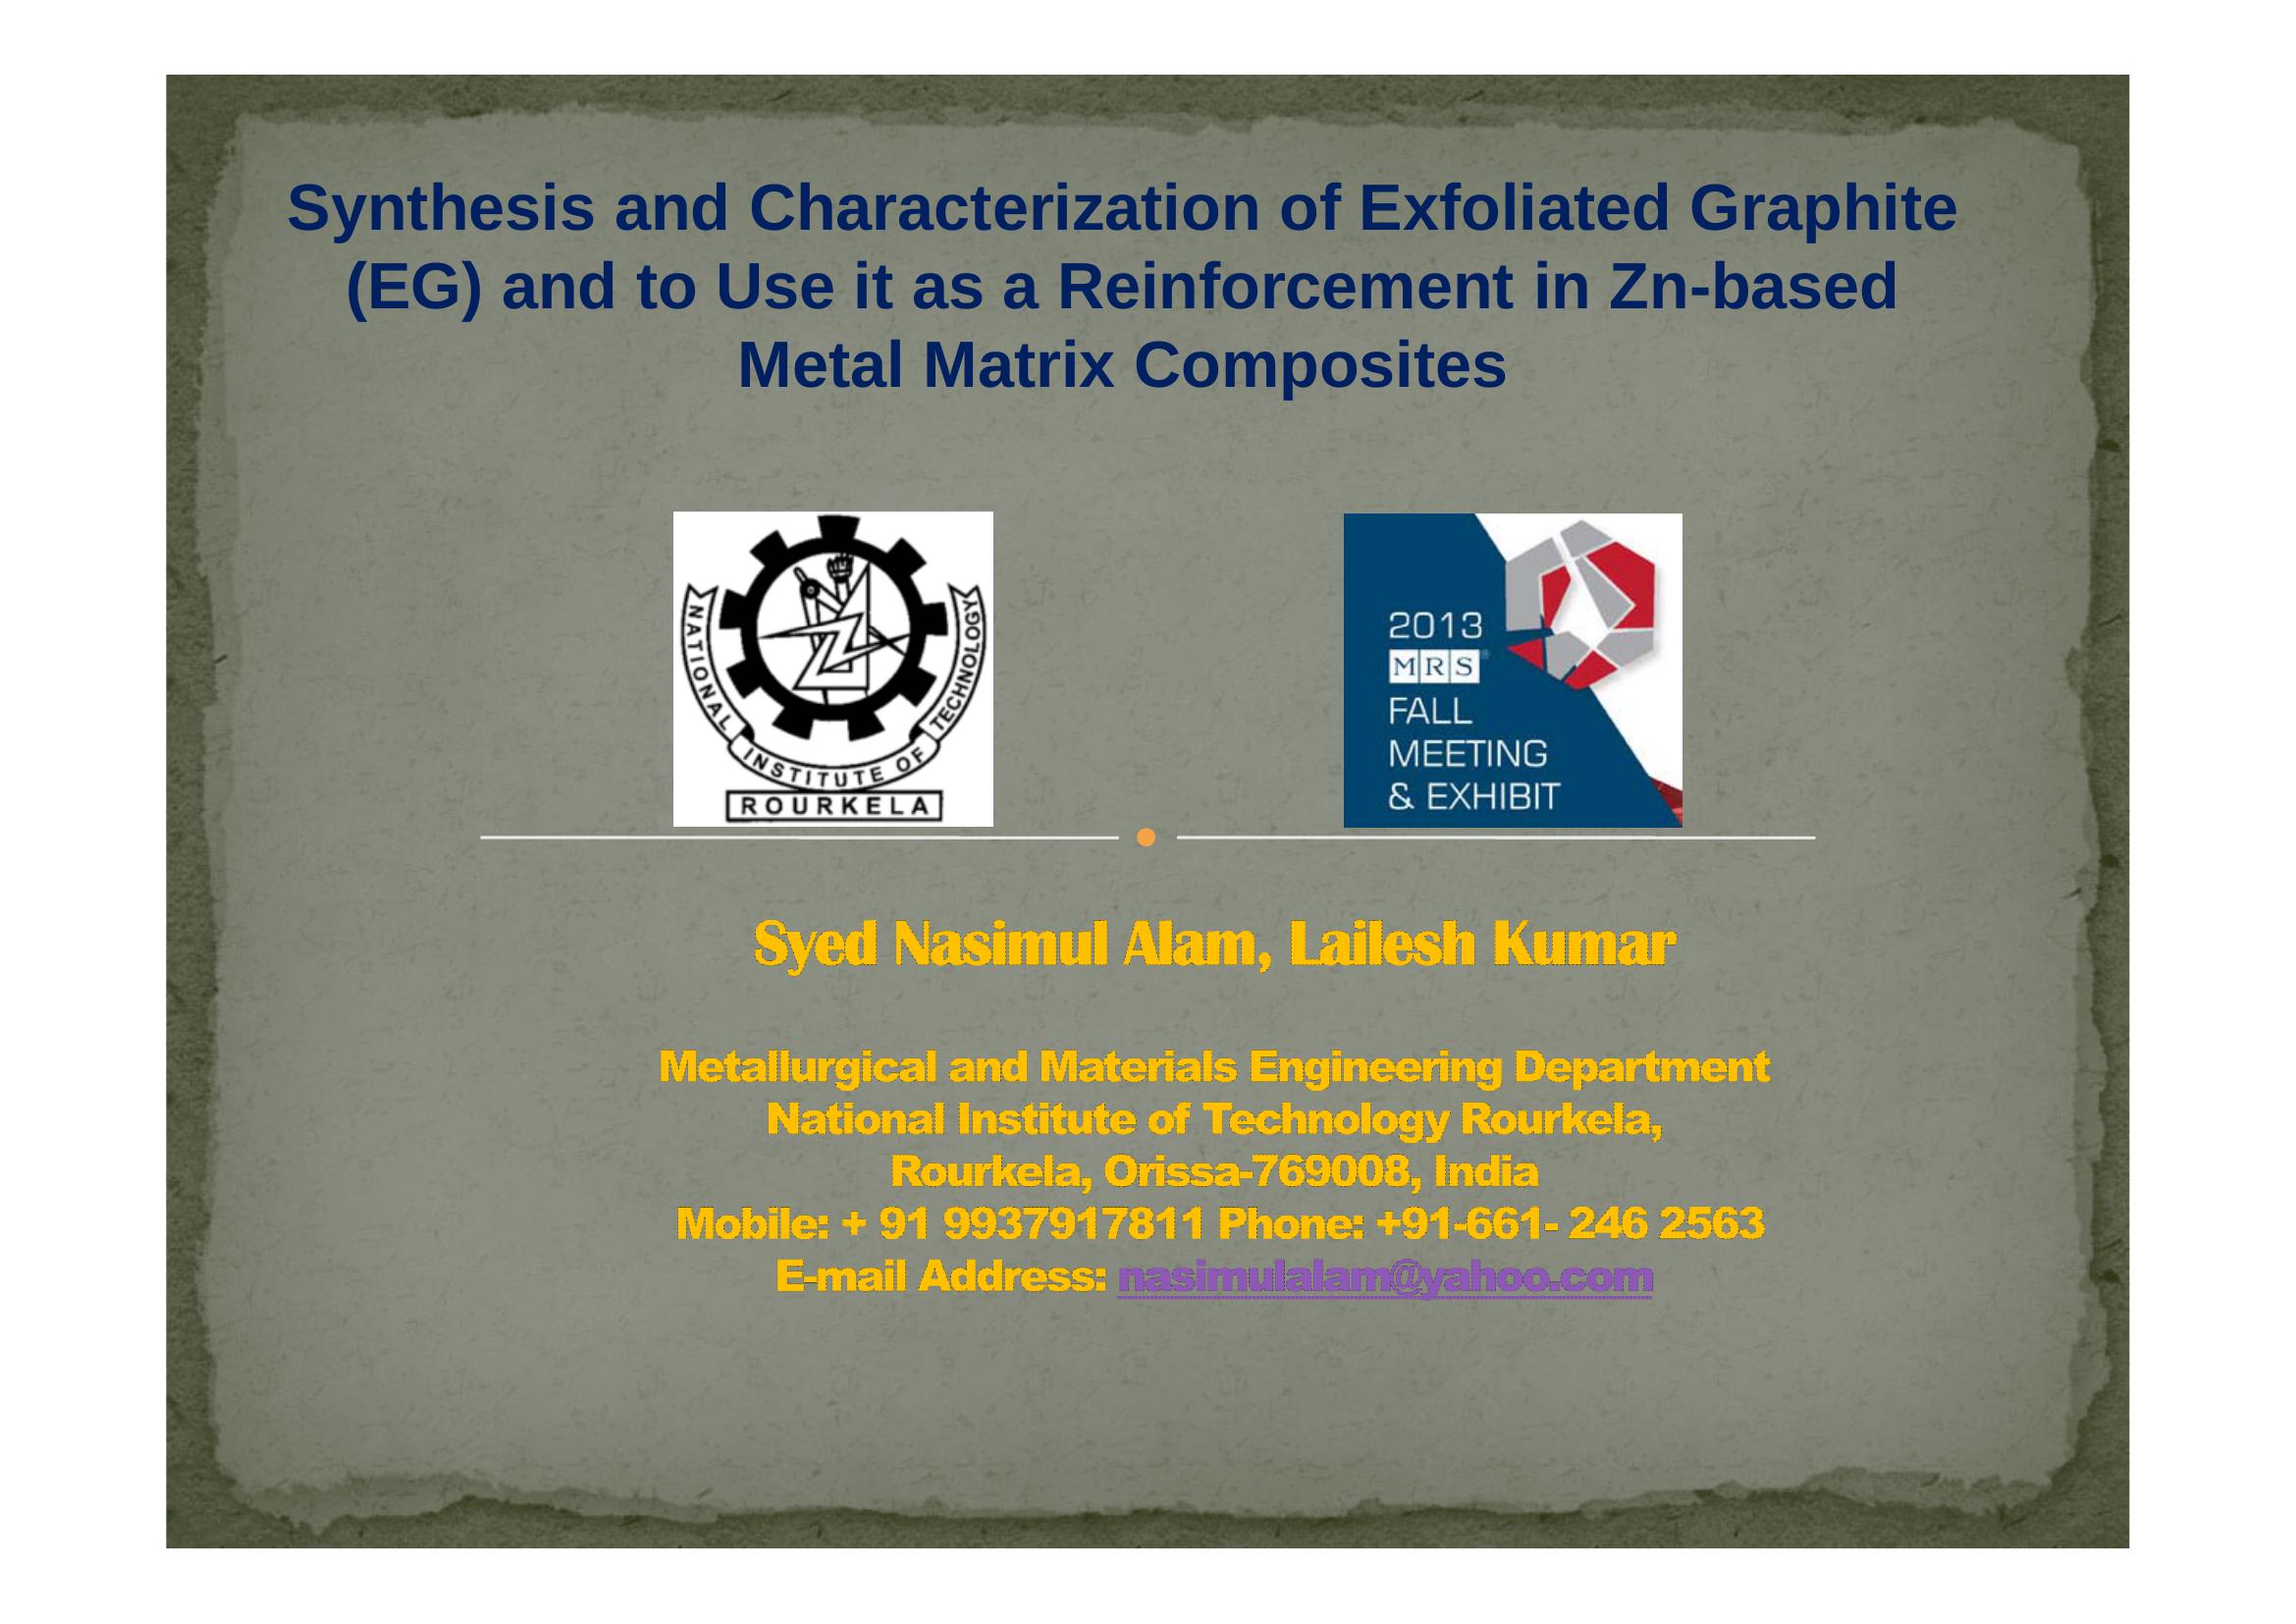 Synthesis and Characterization of Exfoliated Graphite
(EG) and to Use it as a Reinforcement in Zn-based
Metal Matrix Composites
NATIONAL INSTITUTE OF TECHNOLOGY
ROURKELA
2013
MRS®
FALL
MEETING
& EXHIBIT
Syed Nasimul Alam, Lailesh Kumar
Metallurgical and Materials Engineering Department
National Institute of Technology Rourkela,
Rourkela, Orissa-769008, India
Mobile: + 91 9937917811 Phone: +91-661- 246 2563
E-mail Address: nasimulalam@yahoo.com